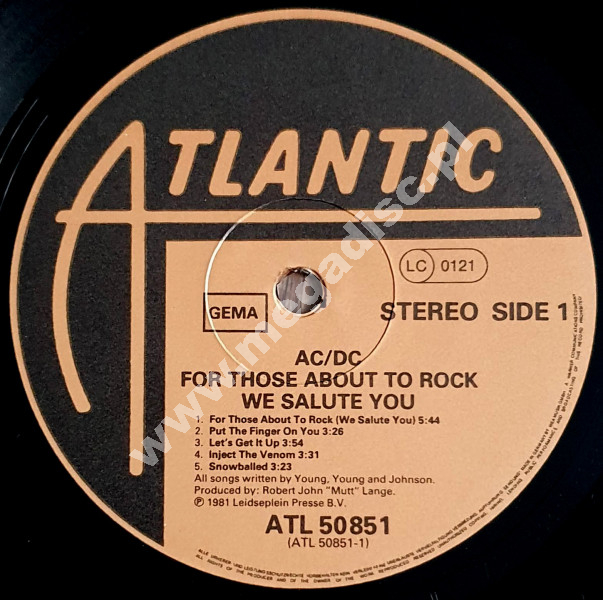 ATLANTIC
LC 0121
GEMA
STEREO SIDE 1
AC/DC
FOR THOSE ABOUT TO ROCK
WE SALUTE YOU
1. For Those About To Rock (We Salute You) 5:44
2. Put The Finger On You 3:26
3. Let's Get It Up 3:54
4. Inject The Venom 3:31
5. Snowballed 3:23
All songs written by Young, Young and Johnson.
Produced by: Robert John "Mutt" Lange.
℗ 1981 Leidseplein Presse B.V.
ATL 50851
(ATL 50851-1)
www.megadisc.pl